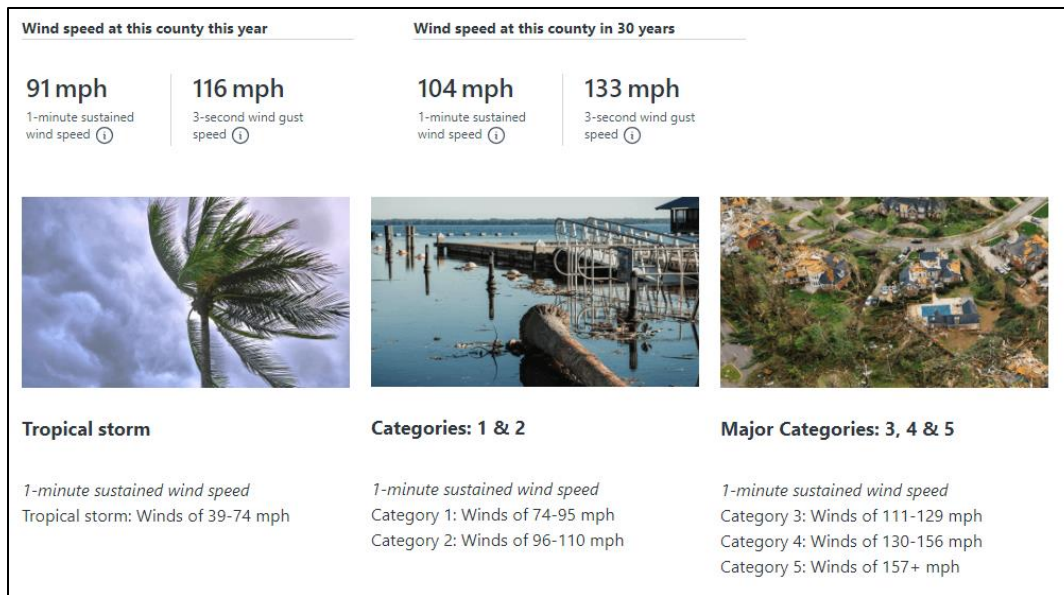 Wind speed at this county this year
Wind speed at this county in 30 years
91 mph
116 mph
104 mph
133 mph
1-minute sustained
wind speed
3-second wind gust
speed
1-minute sustained
wind speed
3-second wind gust
speed
Tropical storm
1-minute sustained wind speed
Tropical storm: Winds of 39-74 mph
Categories: 1 & 2
1-minute sustained wind speed
Category 1: Winds of 74-95 mph
Category 2: Winds of 96-110 mph
Major Categories: 3, 4 & 5
1-minute sustained wind speed
Category 3: Winds of 111-129 mph
Category 4: Winds of 130-156 mph
Category 5: Winds of 157+ mph